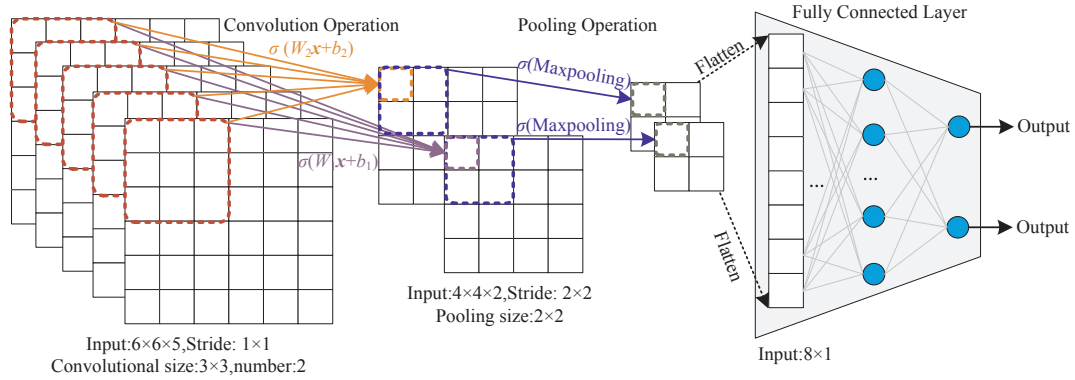 Convolution Operation
Pooling Operation
Fully Connected Layer
σ (W₂x+b₂)
σ(Maxpooling)
Flatten
σ(Maxpooling)
Output
σ(W x+b₁)
...
...
Output
Flatten
Input:4×4×2,Stride: 2×2
Pooling size:2×2
Input:6×6×5,Stride: 1×1
Convolutional size:3×3,number:2
Input:8×1